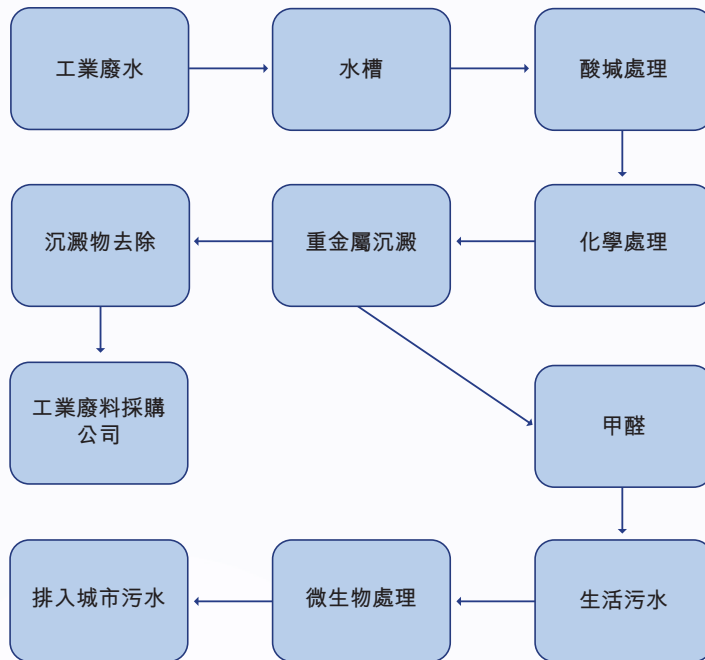 工業廢水
水槽
酸堿處理
沉澱物去除
重金屬沉澱
化學處理
工業廢料採購
公司
甲醛
排入城市污水
微生物處理
生活污水